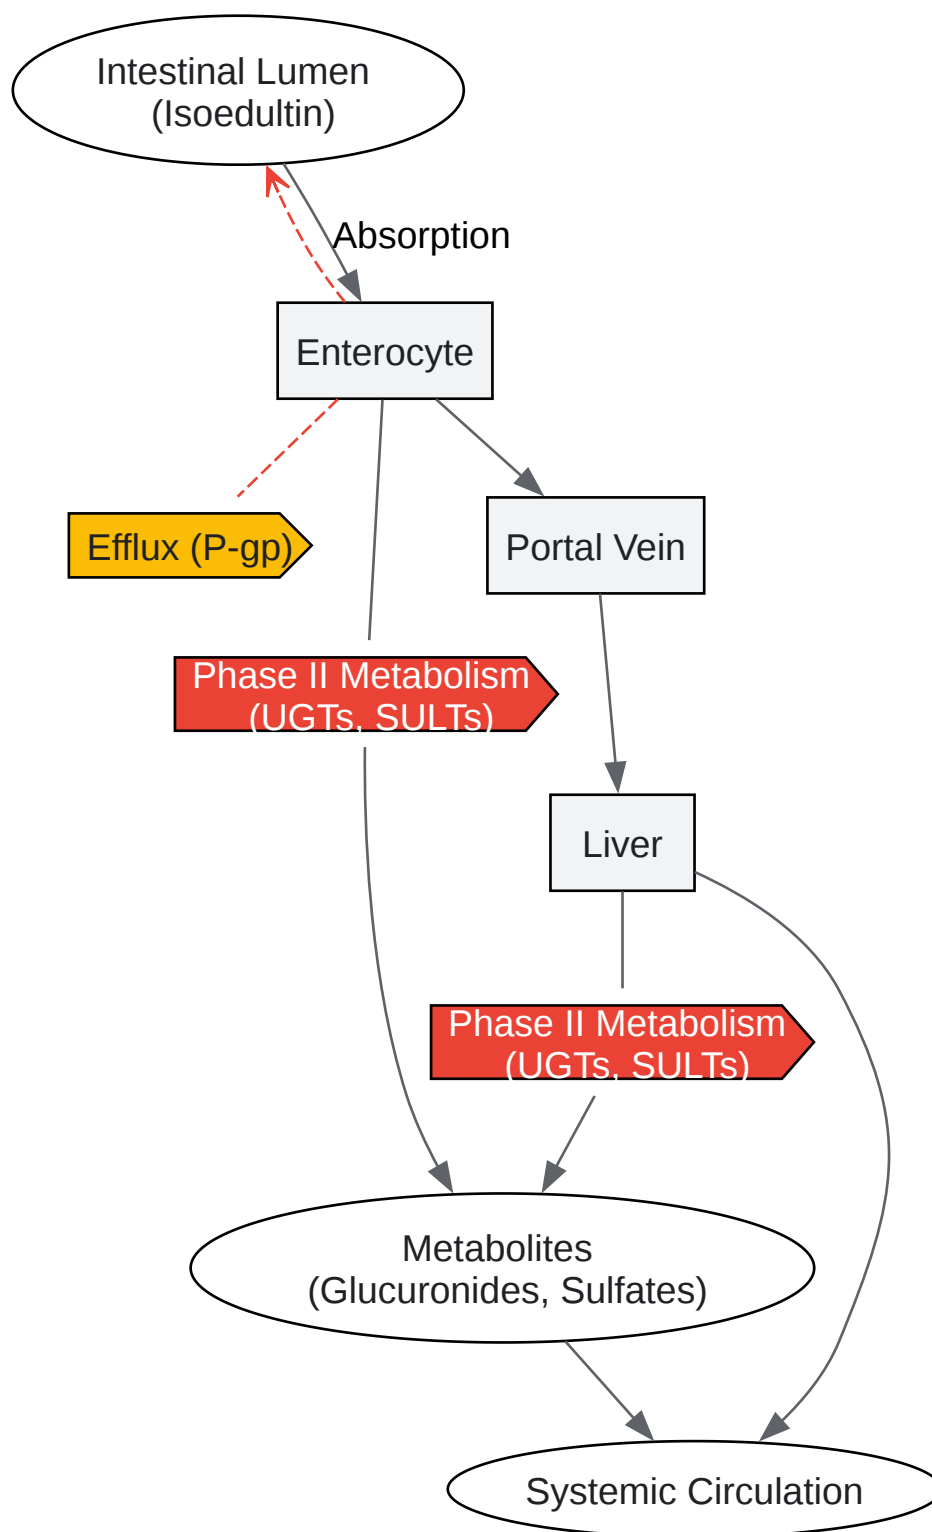 Intestinal Lumen
(Isoedultin)
Absorption
Enterocyte
Efflux (P-gp)
Portal Vein
Phase II Metabolism
(UGTs, SULTs)
Liver
Phase II Metabolism
(UGTs, SULTs)
Metabolites
(Glucuronides, Sulfates)
Systemic Circulation